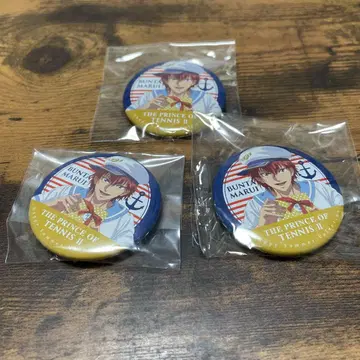 BUNTA
MARUI
THE PRINCE OF
TENNIS II
BUNTA
MARUI
THE PRINCE OF
TENNIS II
BUNTA
MARUI
THE PRINCE OF
TENNIS II